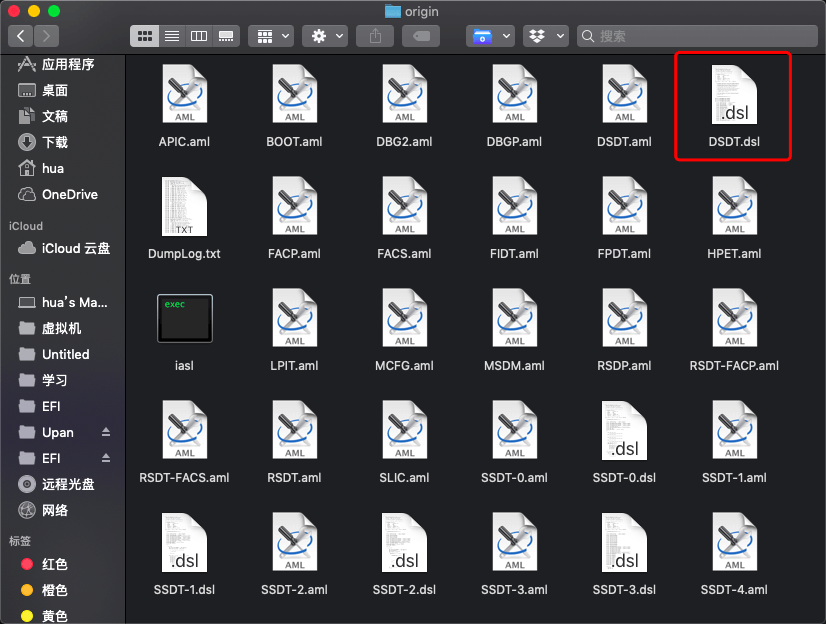 origin
搜索
应用程序
桌面
文稿
下载
hua
OneDrive
iCloud
iCloud 云盘
位置
hua's Ma...
虚拟机
Untitled
学习
EFI
Upan
EFI
远程光盘
网络
标签
红色
橙色
黄色
AML AML AML AML AML .dsl
APIC.aml BOOT.aml DBG2.aml DBGP.aml DSDT.aml DSDT.dsl
TXT AML AML AML AML AML
DumpLog.txt FACP.aml FACS.aml FIDT.aml FPDT.aml HPET.aml
exec AML AML AML AML AML
iasl LPIT.aml MCFG.aml MSDM.aml RSDP.aml RSDT-FACP.aml
AML AML AML AML .dsl AML
RSDT-FACS.aml RSDT.aml SLIC.aml SSDT-0.aml SSDT-0.dsl SSDT-1.aml
.dsl AML .dsl AML .dsl AML
SSDT-1.dsl SSDT-2.aml SSDT-2.dsl SSDT-3.aml SSDT-3.dsl SSDT-4.aml